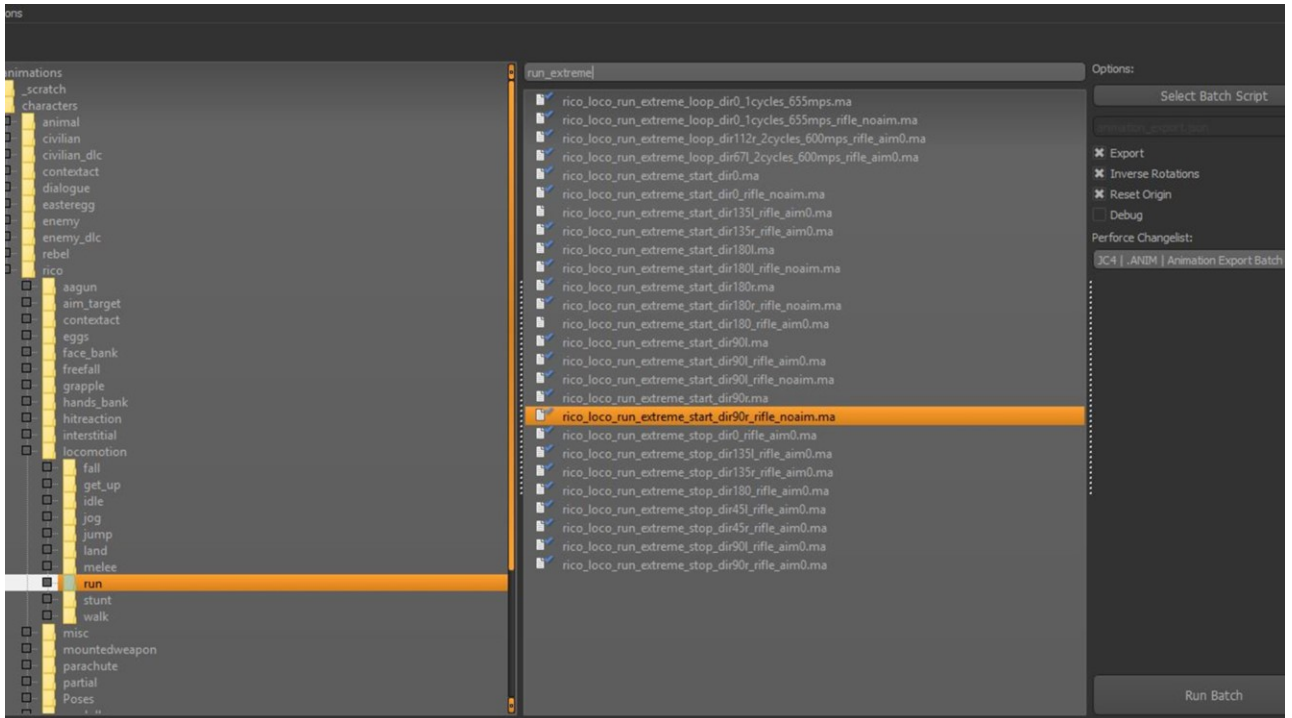 ons
animations
_scratch
characters
animal
civilian
civilian_dlc
contextact
dialogue
easteregg
enemy
enemy_dlc
rebel
rico
aagun
aim_target
contextact
eggs
face_bank
freefall
grapple
hands_bank
hitreaction
interstitial
locomotion
fall
get_up
idle
jog
jump
land
melee
run
stunt
walk
misc
mountedweapon
parachute
partial
Poses
run_extreme
rico_loco_run_extreme_loop_dir0_1cycles_655mps.ma
rico_loco_run_extreme_loop_dir0_1cycles_655mps_rifle_noaim.ma
rico_loco_run_extreme_loop_dir112r_2cycles_600mps_rifle_aim0.ma
rico_loco_run_extreme_loop_dir67l_2cycles_600mps_rifle_aim0.ma
rico_loco_run_extreme_start_dir0.ma
rico_loco_run_extreme_start_dir0_rifle_noaim.ma
rico_loco_run_extreme_start_dir135l_rifle_aim0.ma
rico_loco_run_extreme_start_dir135r_rifle_aim0.ma
rico_loco_run_extreme_start_dir180l.ma
rico_loco_run_extreme_start_dir180l_rifle_noaim.ma
rico_loco_run_extreme_start_dir180r.ma
rico_loco_run_extreme_start_dir180r_rifle_noaim.ma
rico_loco_run_extreme_start_dir180_rifle_aim0.ma
rico_loco_run_extreme_start_dir90l.ma
rico_loco_run_extreme_start_dir90l_rifle_aim0.ma
rico_loco_run_extreme_start_dir90l_rifle_noaim.ma
rico_loco_run_extreme_start_dir90r.ma
rico_loco_run_extreme_start_dir90r_rifle_noaim.ma
rico_loco_run_extreme_stop_dir0_rifle_aim0.ma
rico_loco_run_extreme_stop_dir135l_rifle_aim0.ma
rico_loco_run_extreme_stop_dir135r_rifle_aim0.ma
rico_loco_run_extreme_stop_dir180_rifle_aim0.ma
rico_loco_run_extreme_stop_dir45l_rifle_aim0.ma
rico_loco_run_extreme_stop_dir45r_rifle_aim0.ma
rico_loco_run_extreme_stop_dir90l_rifle_aim0.ma
rico_loco_run_extreme_stop_dir90r_rifle_aim0.ma
Options:
Select Batch Script
animation_export.json
Export
Inverse Rotations
Reset Origin
Debug
Perforce Changelist:
JC4 | .ANIM | Animation Export Batch
Run Batch